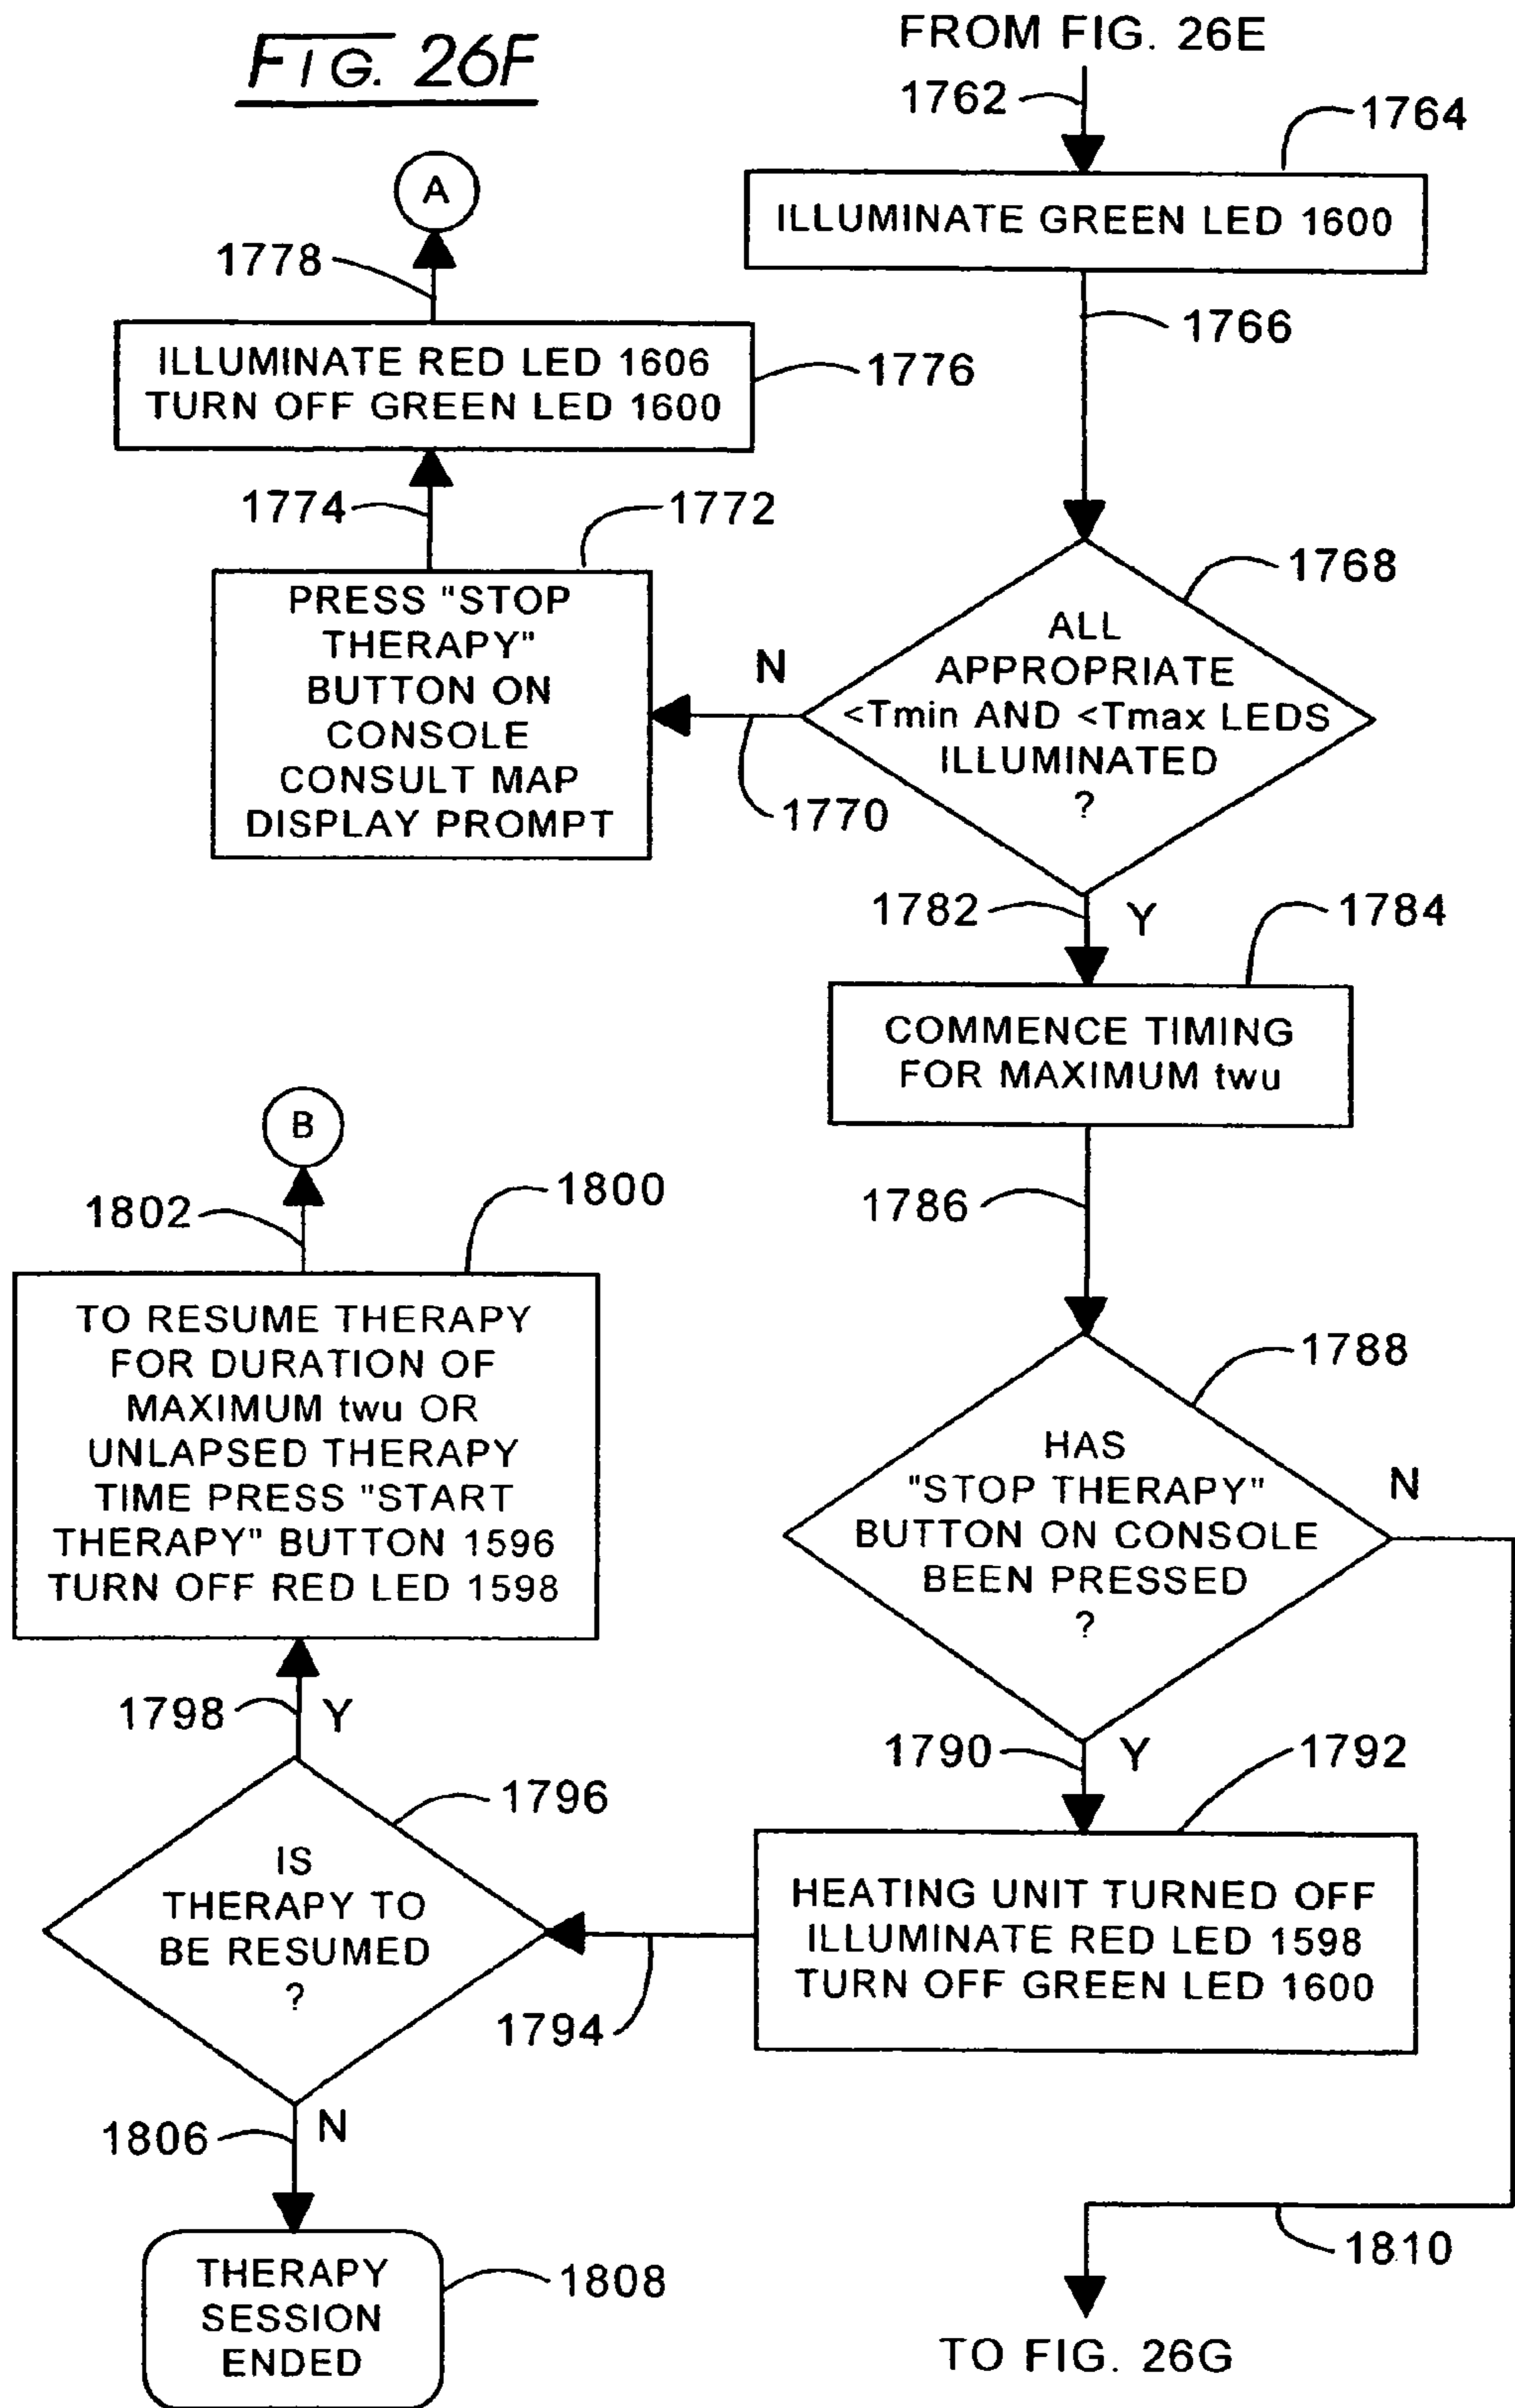 FIG. 26F
FROM FIG. 26E
1762
1764
ILLUMINATE GREEN LED 1600
1766
A
1778
ILLUMINATE RED LED 1606
TURN OFF GREEN LED 1600
1776
1774
1772
PRESS "STOP
THERAPY"
BUTTON ON
CONSOLE
CONSULT MAP
DISPLAY PROMPT
N
1770
1768
ALL
APPROPRIATE
<Tmin AND <Tmax LEDS
ILLUMINATED
?
1782
Y
1784
COMMENCE TIMING
FOR MAXIMUM twu
1786
B
1802
1800
TO RESUME THERAPY
FOR DURATION OF
MAXIMUM twu OR
UNLAPSED THERAPY
TIME PRESS "START
THERAPY" BUTTON 1596
TURN OFF RED LED 1598
1788
HAS
"STOP THERAPY"
BUTTON ON CONSOLE
BEEN PRESSED
?
N
1798
Y
1790
Y
1792
1796
IS
THERAPY TO
BE RESUMED
?
HEATING UNIT TURNED OFF
ILLUMINATE RED LED 1598
TURN OFF GREEN LED 1600
1794
1806
N
THERAPY
SESSION
ENDED
1808
1810
TO FIG. 26G